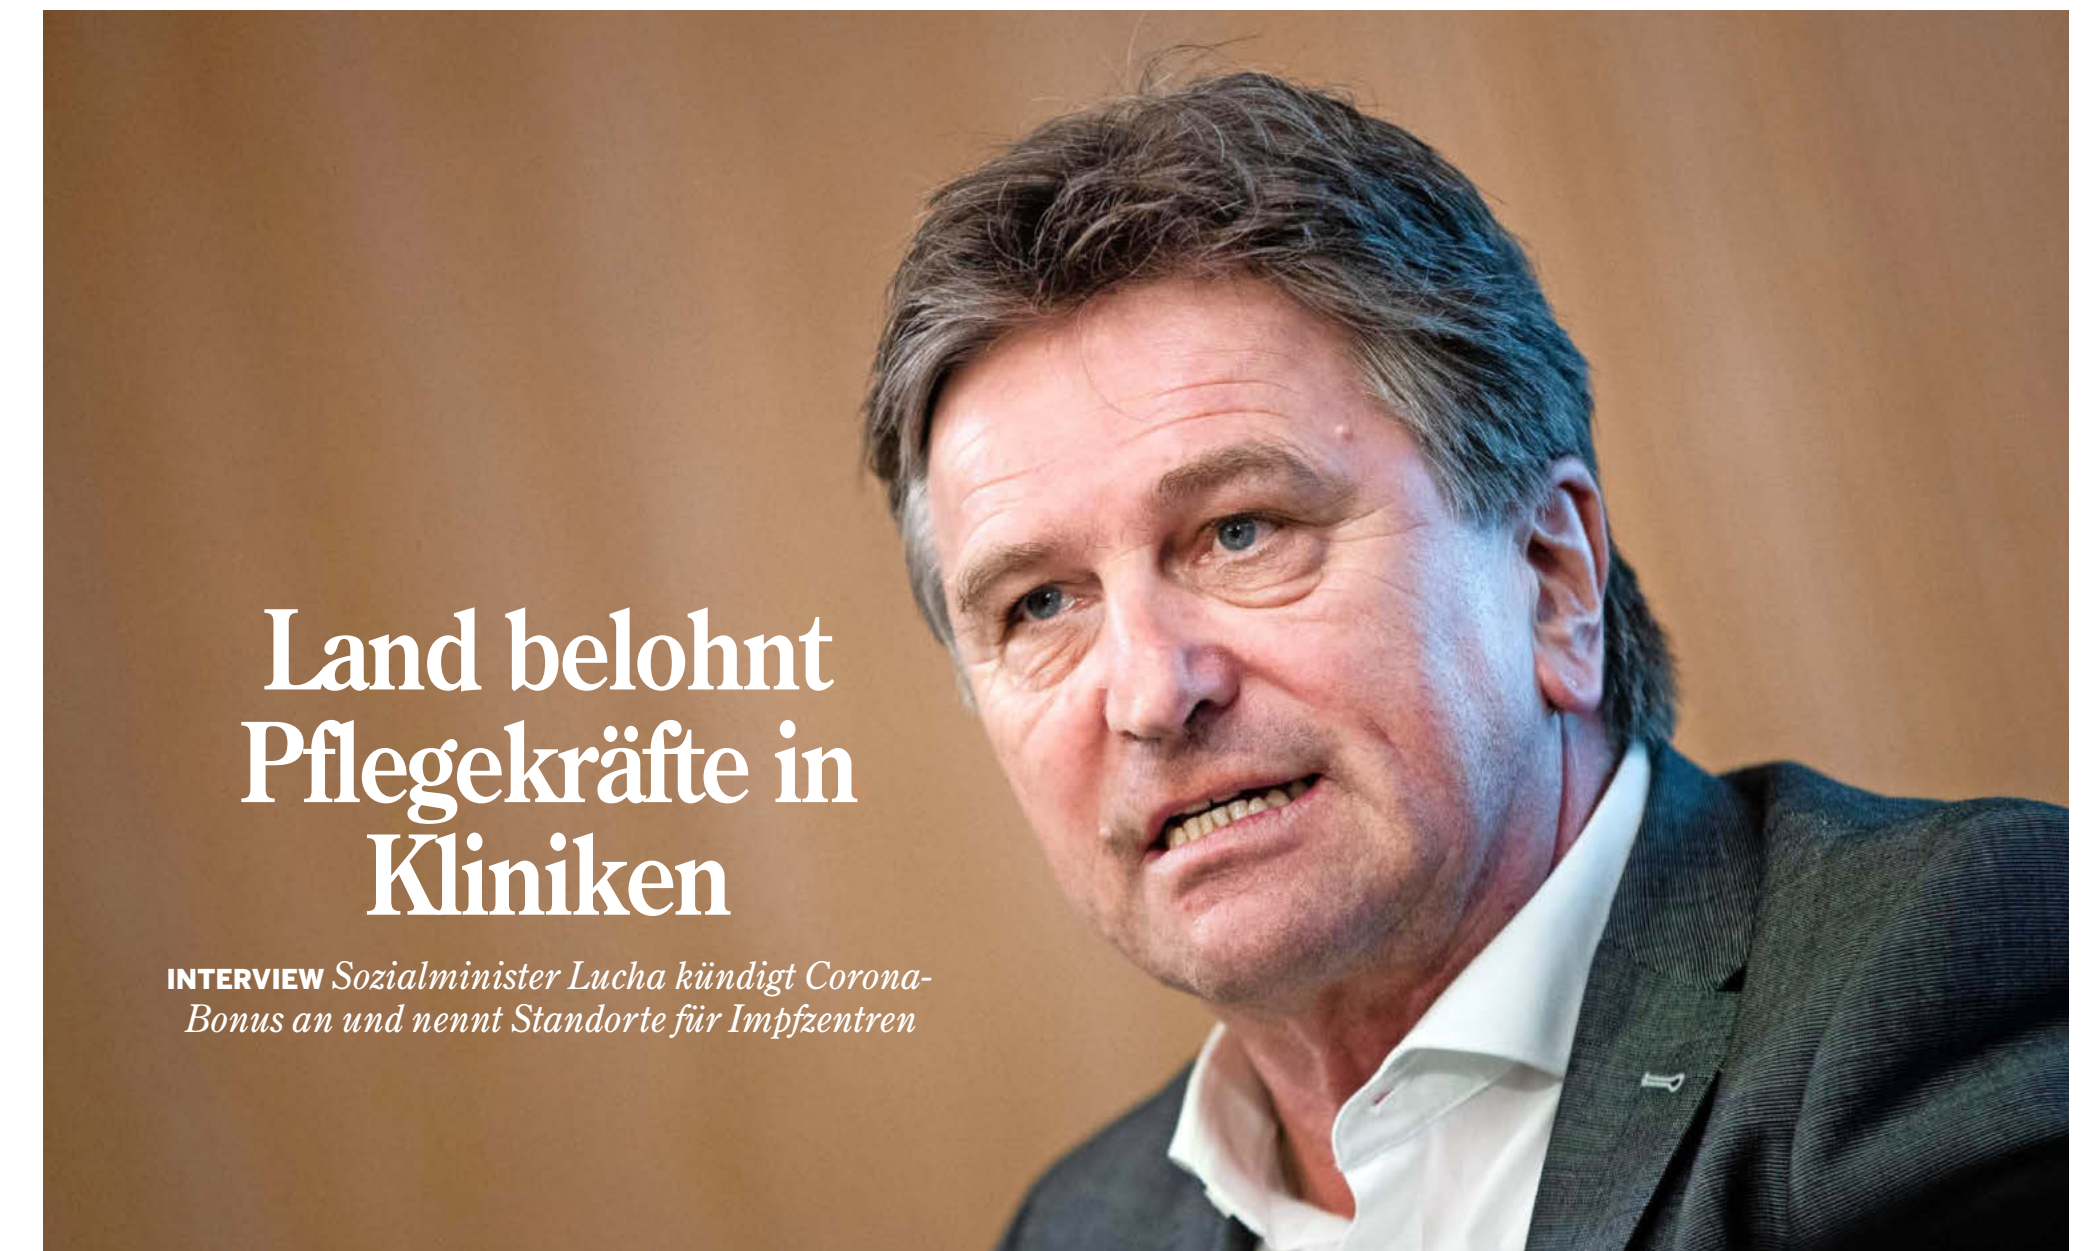 Land belohnt
Pflegekräfte in
Kliniken
INTERVIEW Sozialminister Lucha kündigt Corona-
Bonus an und nennt Standorte für Impfzentren